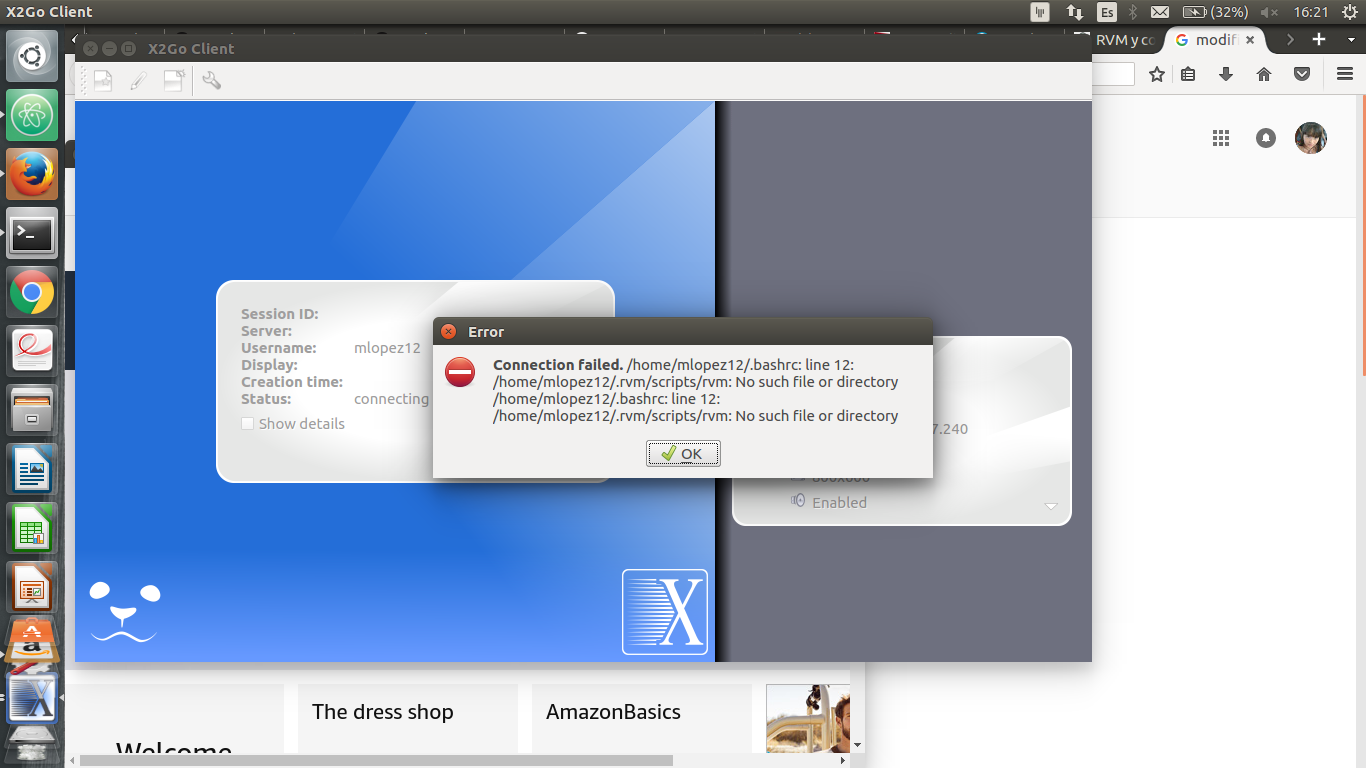 X2Go Client
Es
(32%)
16:21
X2Go Client
RVM y co
modif
Session ID:
Server:
Username: mlopez12
Display:
Creation time:
Status: connecting
Show details
Error
Connection failed. /home/mlopez12/.bashrc: line 12:
/home/mlopez12/.rvm/scripts/rvm: No such file or directory
/home/mlopez12/.bashrc: line 12:
/home/mlopez12/.rvm/scripts/rvm: No such file or directory
OK
7.240
800x600
Enabled
X
The dress shop
AmazonBasics
Welcome